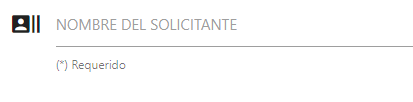 NOMBRE DEL SOLICITANTE
(*) Requerido